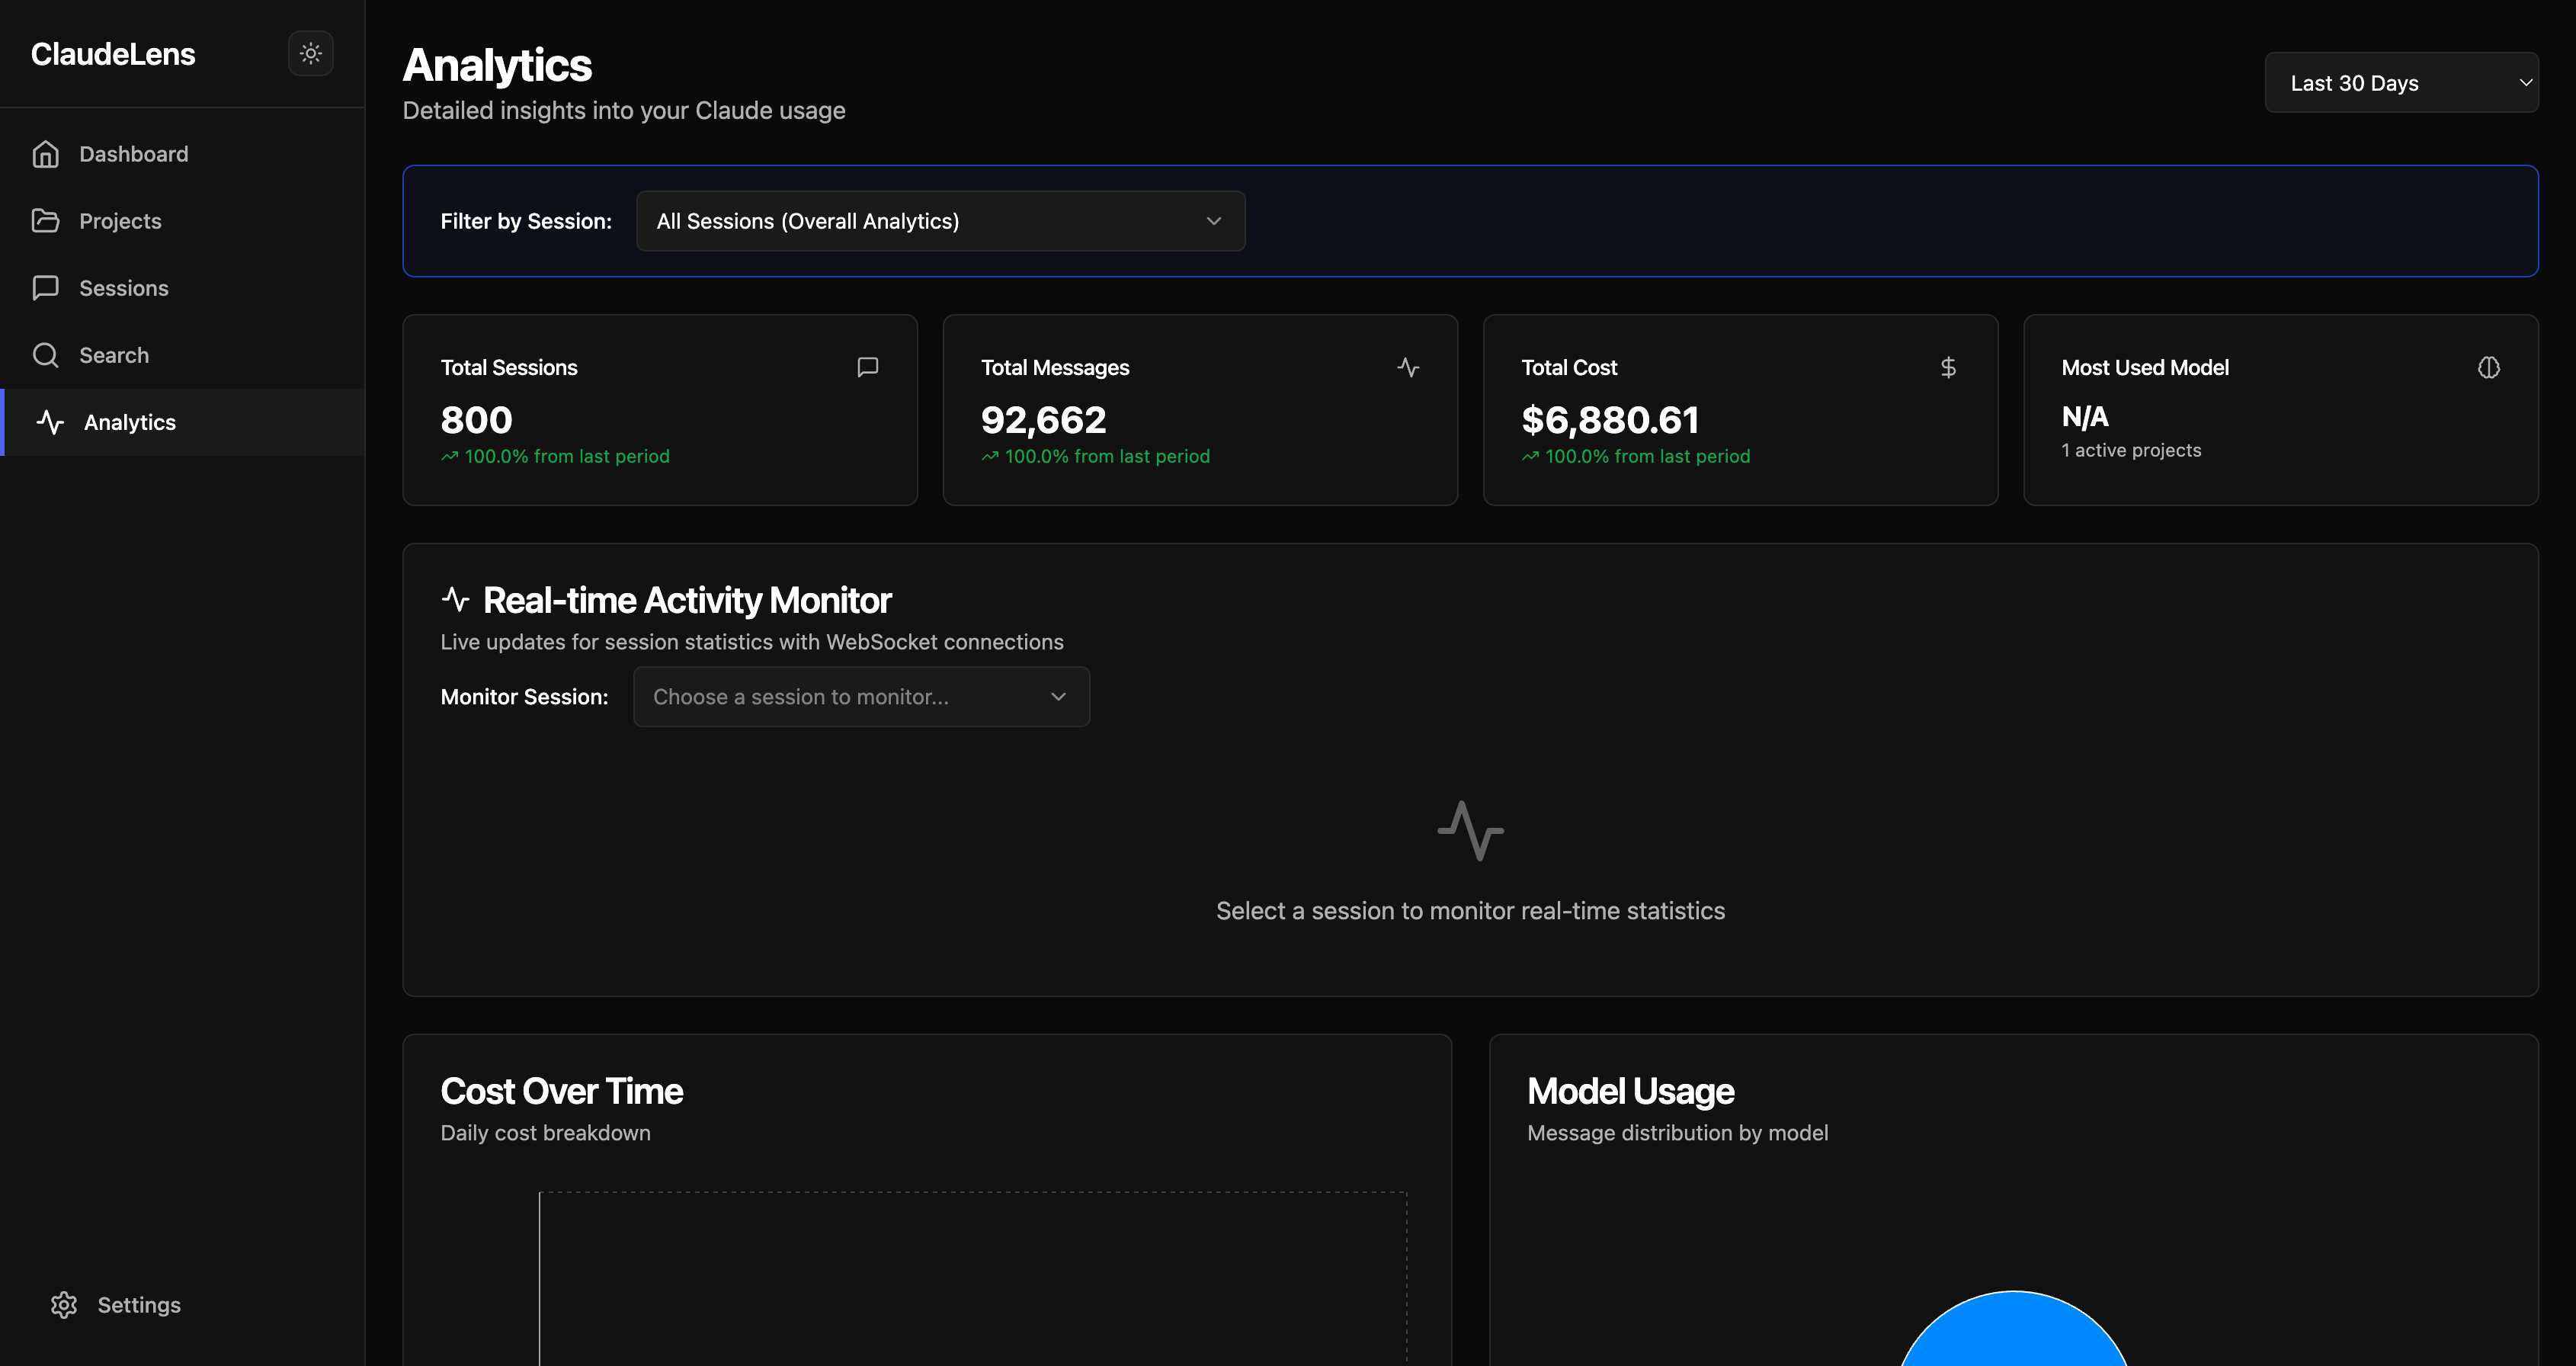 ClaudeLens
Dashboard
Projects
Sessions
Search
Analytics
Settings
Analytics
Detailed insights into your Claude usage
Last 30 Days
Filter by Session:
All Sessions (Overall Analytics)
Total Sessions
800
100.0% from last period
Total Messages
92,662
100.0% from last period
Total Cost
$
$6,880.61
100.0% from last period
Most Used Model
N/A
1 active projects
Real-time Activity Monitor
Live updates for session statistics with WebSocket connections
Monitor Session:
Choose a session to monitor...
Select a session to monitor real-time statistics
Cost Over Time
Daily cost breakdown
Model Usage
Message distribution by model